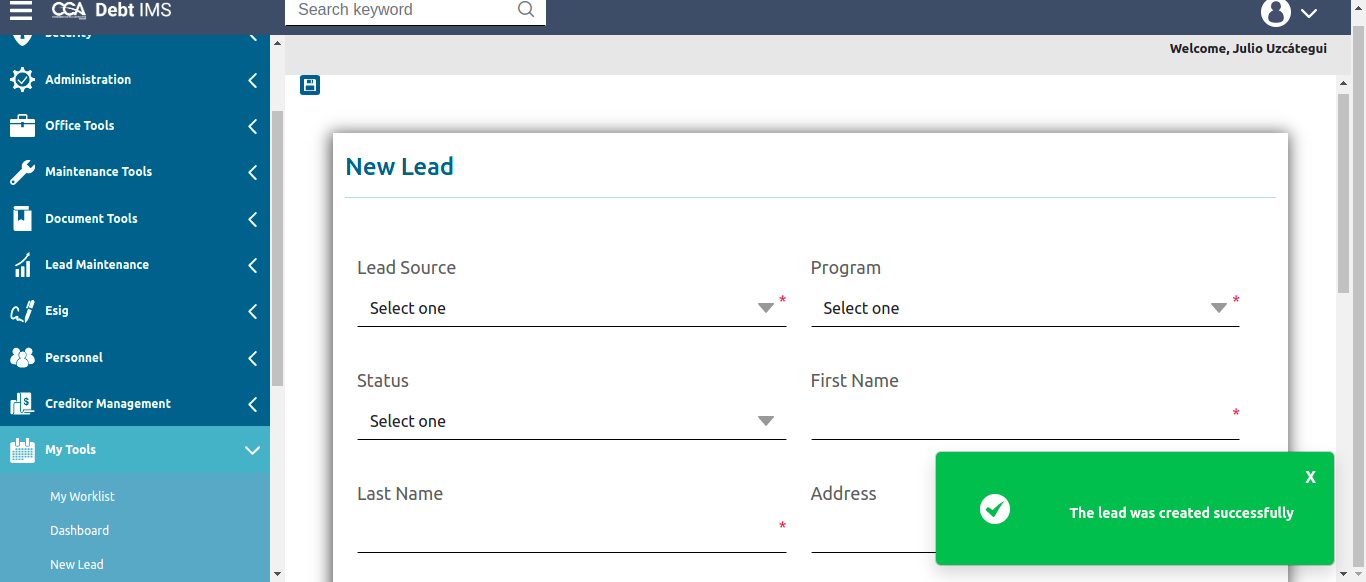 CGA Debt IMS
Search keyword
Welcome, Julio Uzcátegui
Security
Administration
Office Tools
Maintenance Tools
Document Tools
Lead Maintenance
Esig
Personnel
Creditor Management
My Tools
My Worklist
Dashboard
New Lead
New Lead
Lead Source
Program
Select one
*
Select one
*
Status
First Name
Select one
*
Last Name
Address
*
X
The lead was created successfully